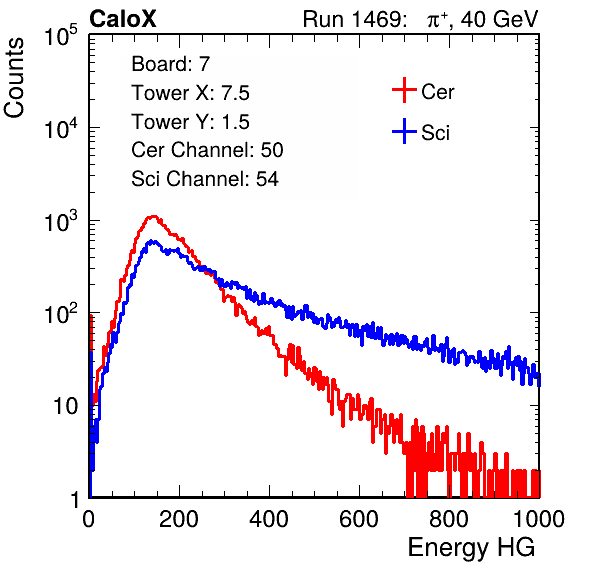 CaloX Run 1469: π⁺, 40 GeV
Counts
Board: 7
Tower X: 7.5
Tower Y: 1.5
Cer Channel: 50
Sci Channel: 54
Cer
Sci
10⁵
10⁴
10³
10²
10
1
0 200 400 600 800 1000
Energy HG